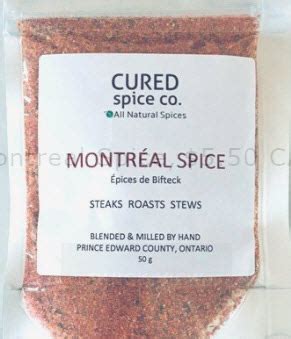 CURED
spice co.
All Natural Spices
MONTRÉAL SPICE
Épices de Bifteck
STEAKS ROASTS STEWS
BLENDED & MILLED BY HAND
PRINCE EDWARD COUNTY, ONTARIO
50 g